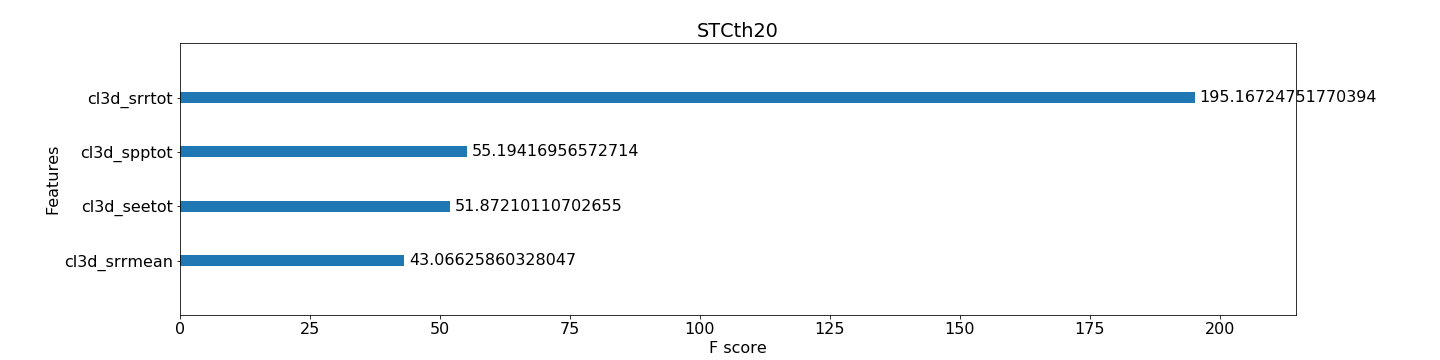 STCth20
cl3d_srrtot
195.16724751770394
cl3d_spptot
55.19416956572714
cl3d_seetot
51.87210110702655
cl3d_srrmean
43.06625860328047
Features
0 25 50 75 100 125 150 175 200
F score